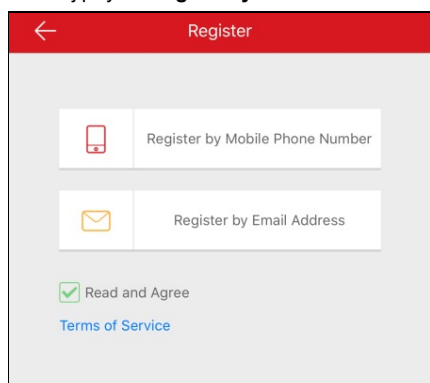 Register
Register by Mobile Phone Number
Register by Email Address
Read and Agree
Terms of Service